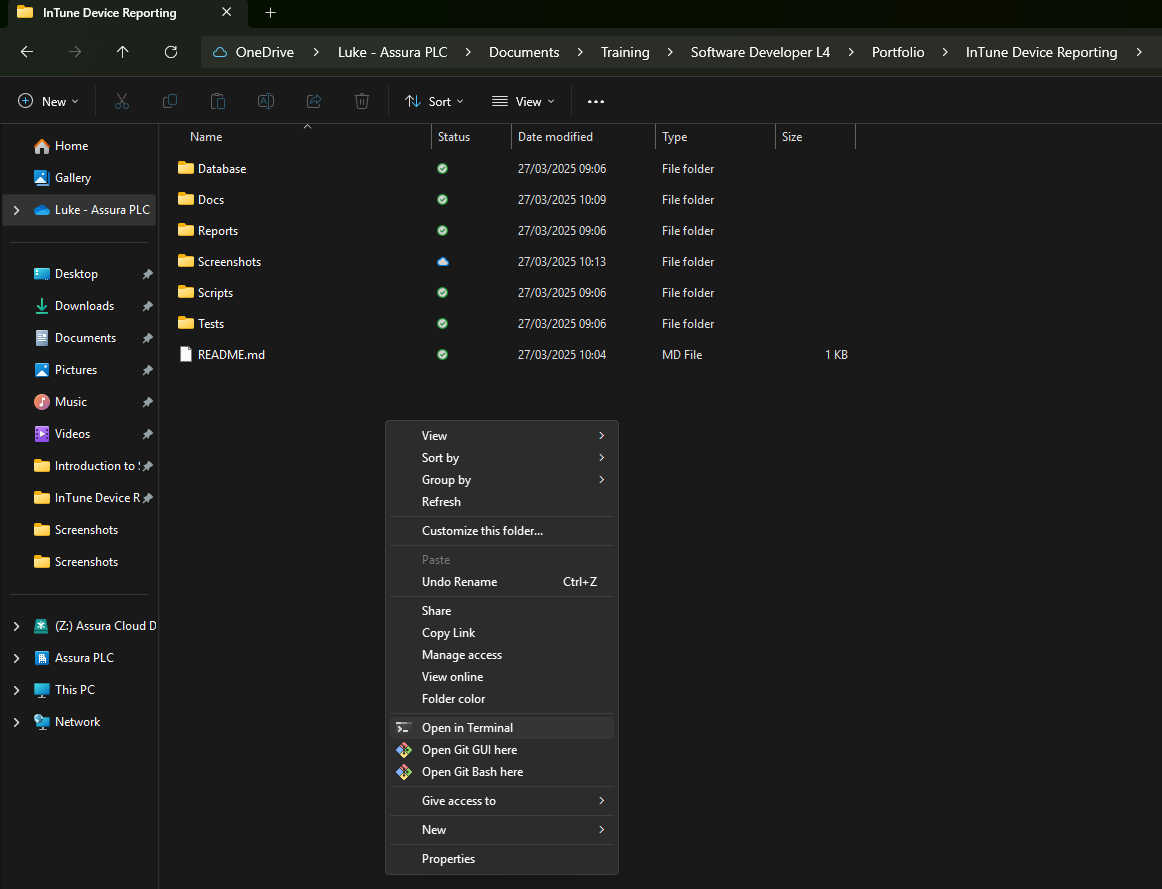 InTune Device Reporting
OneDrive Luke - Assura PLC Documents Training Software Developer L4 Portfolio InTune Device Reporting
New Sort View
Name Status Date modified Type Size
Home
Gallery
Luke - Assura PLC
Desktop
Downloads
Documents
Pictures
Music
Videos
Introduction to
InTune Device R
Screenshots
Screenshots
(Z:) Assura Cloud D
Assura PLC
This PC
Network
Database 27/03/2025 09:06 File folder
Docs 27/03/2025 10:09 File folder
Reports 27/03/2025 09:06 File folder
Screenshots 27/03/2025 10:13 File folder
Scripts 27/03/2025 09:06 File folder
Tests 27/03/2025 09:06 File folder
README.md 27/03/2025 10:04 MD File 1 KB
View
Sort by
Group by
Refresh
Customize this folder...
Paste
Undo Rename Ctrl+Z
Share
Copy Link
Manage access
View online
Folder color
Open in Terminal
Open Git GUI here
Open Git Bash here
Give access to
New
Properties